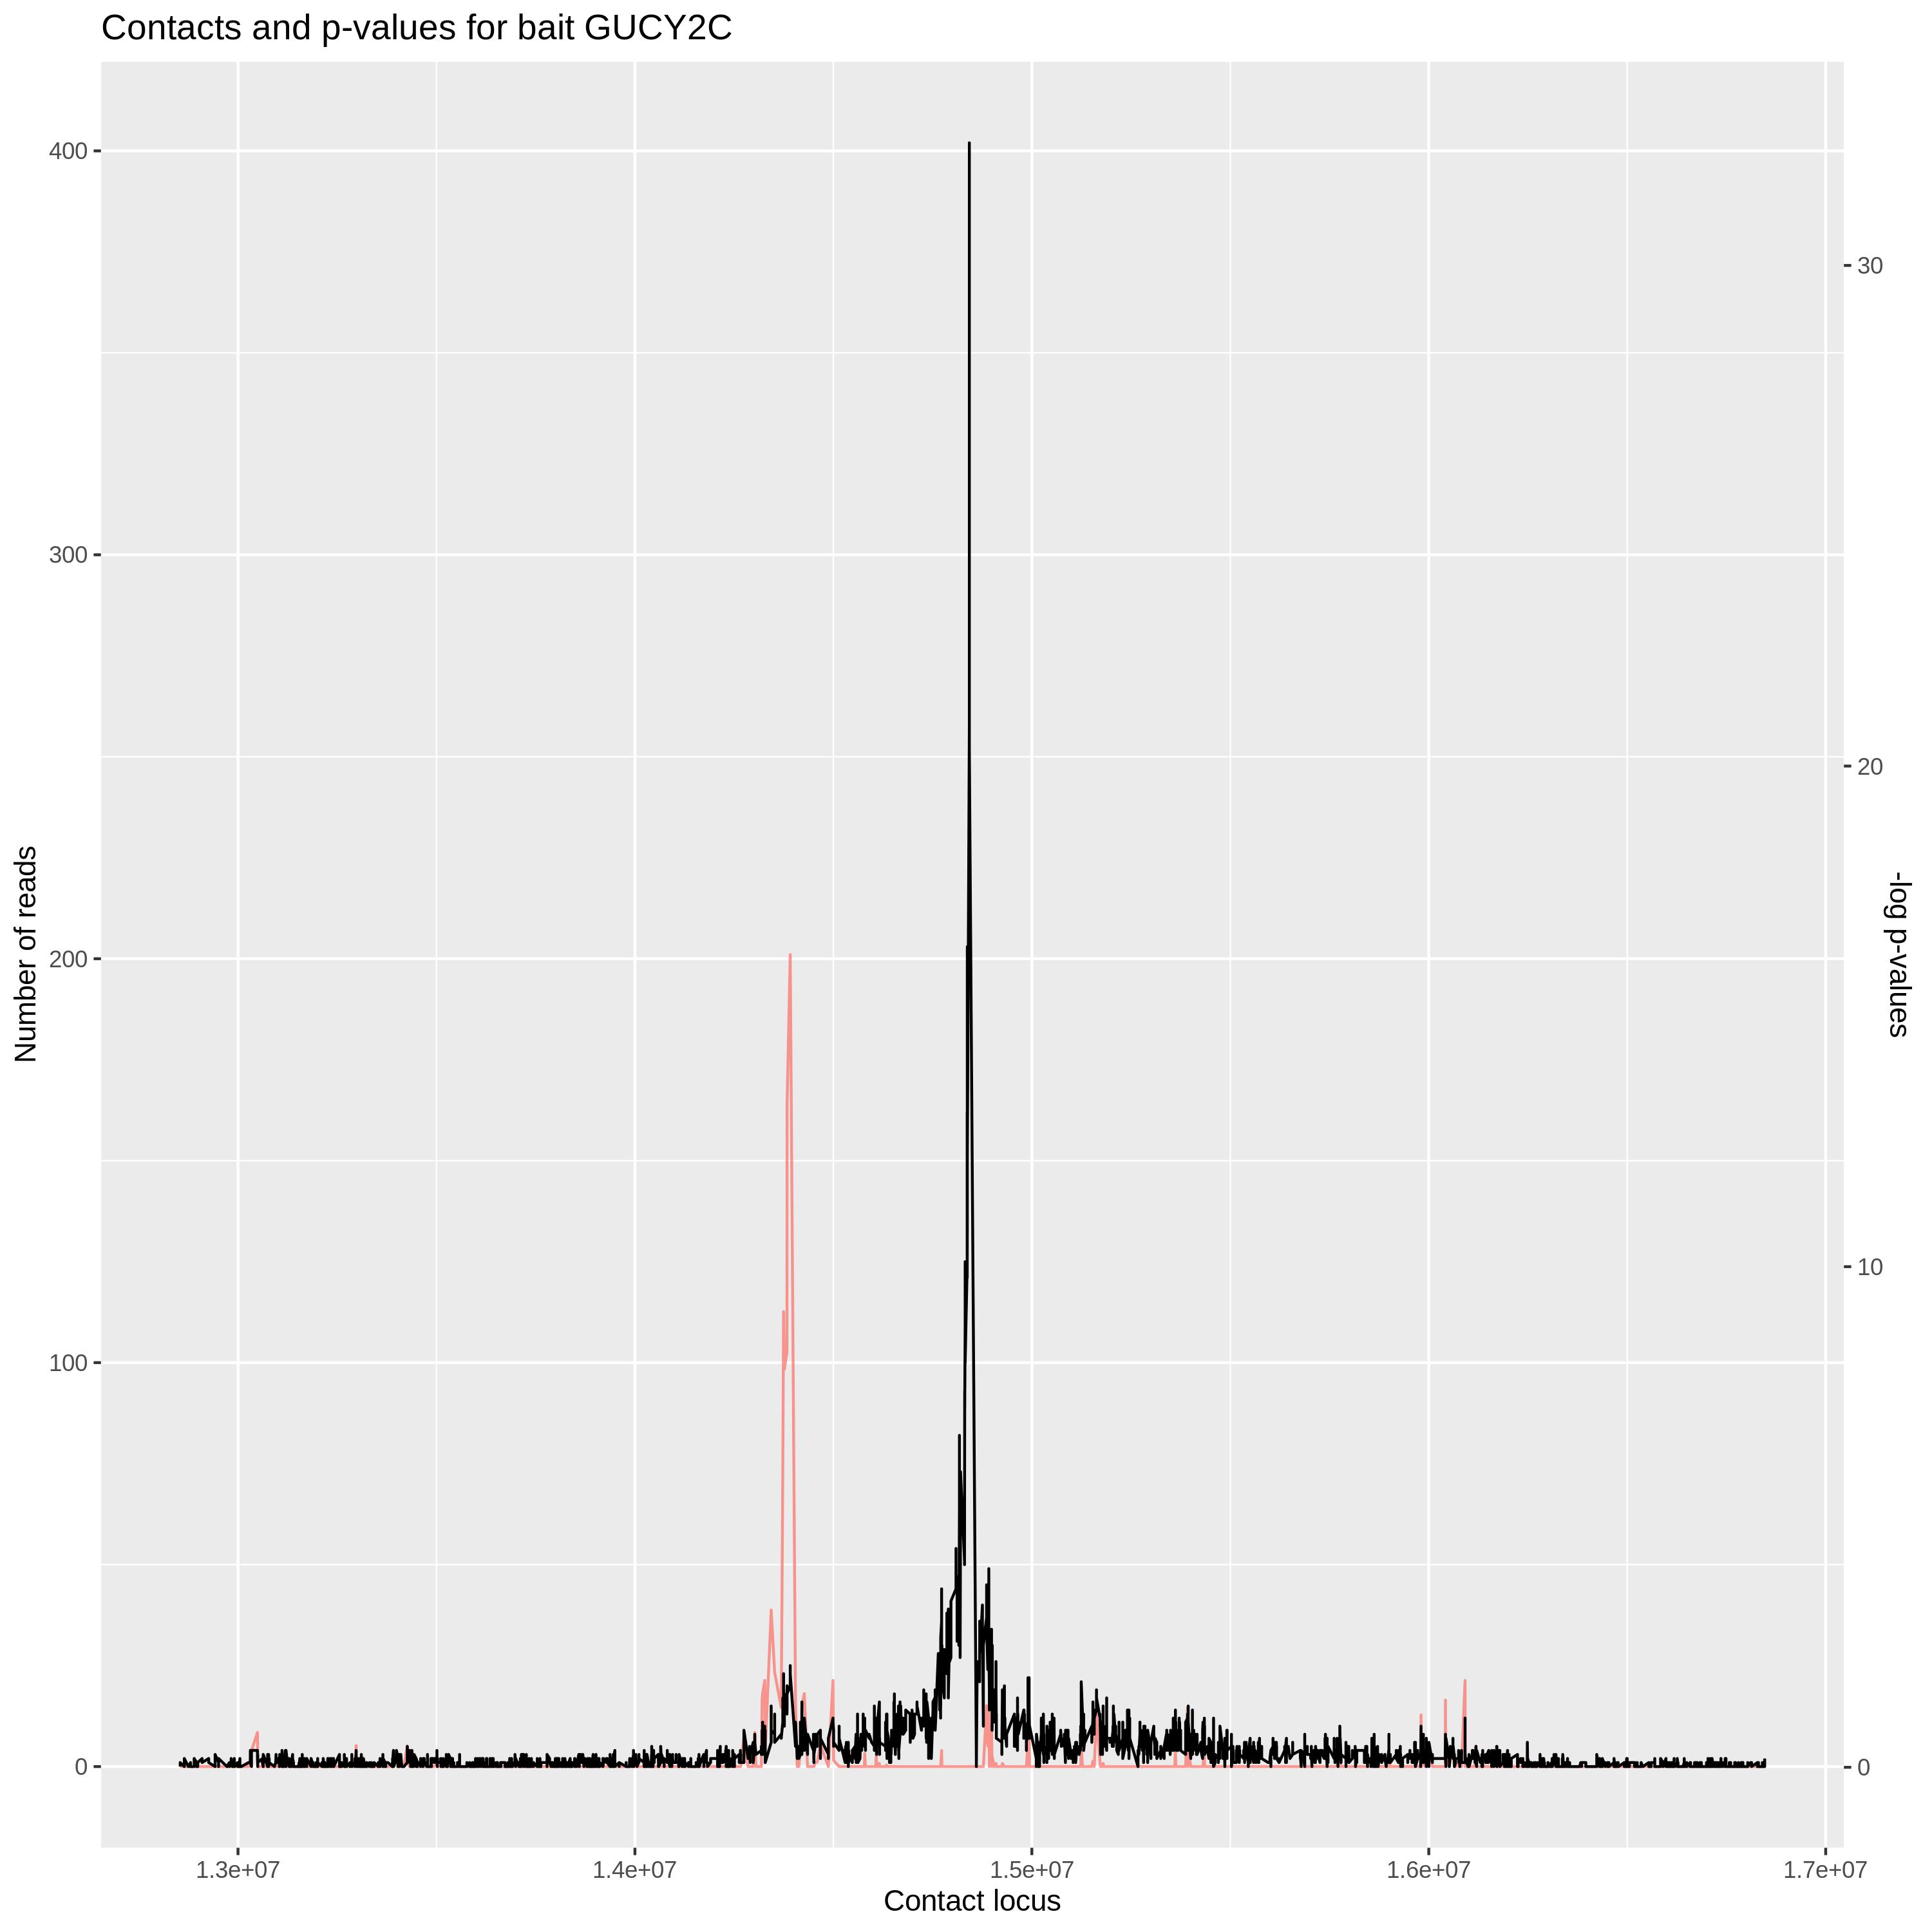 Contacts and p-values for bait GUCY2C
Number of reads
400
300
200
100
0
30
20
10
0
-log p-values
1.3e+07
1.4e+07
1.5e+07
1.6e+07
1.7e+07
Contact locus